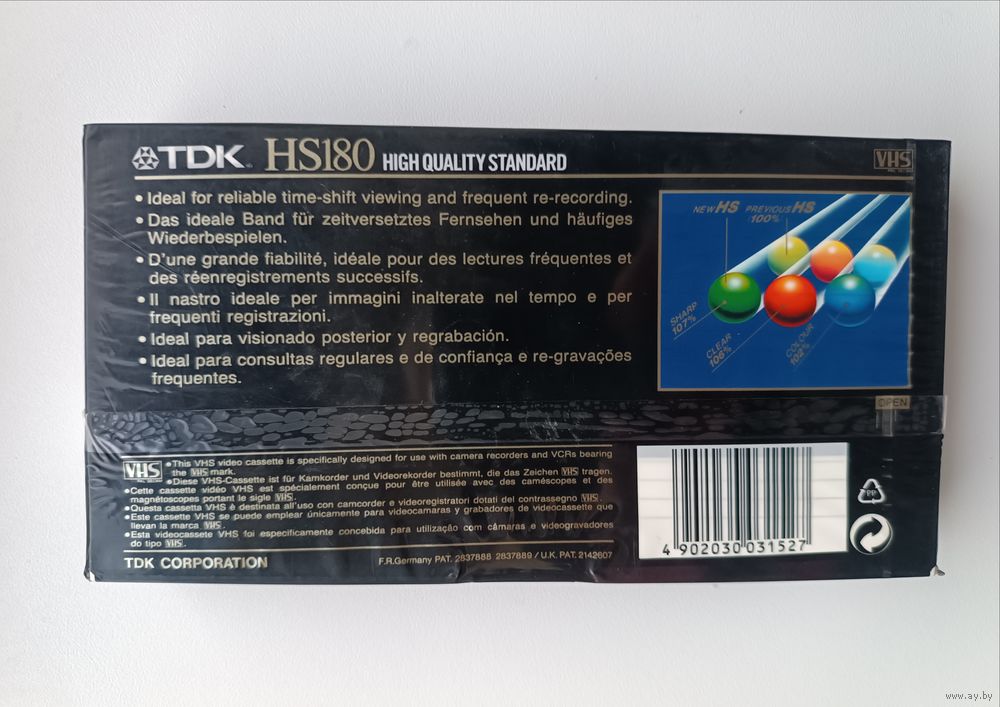 TDK HS180 HIGH QUALITY STANDARD
VHS
• Ideal for reliable time-shift viewing and frequent re-recording.
• Das ideale Band für zeitversetztes Fernsehen und häufiges
Wiederbespielen.
• D'une grande fiabilité, idéale pour des lectures fréquentes et
des réenregistrements successifs.
• Il nastro ideale per immagini inalterate nel tempo e per
frequenti registrazioni.
• Ideal para visionado posterior y regrabación.
• Ideal para consultas regulares e de confiança e re-gravações
frequentes.
NEW HS PREVIOUS HS
100%
SHARP
107%
CLEAR
106%
COLOUR
OPEN
VHS
•This VHS video cassette is specifically designed for use with camera recorders and VCRs bearing
the VHS mark.
•Diese VHS-Cassette ist für Kamkorder und Videorekorder bestimmt, die das Zeichen VHS tragen.
•Cette cassette vidéo VHS est spécialement conçue pour être utilisée avec des caméscopes et des
magnétoscopes portant le sigle VHS.
•Questa cassetta VHS è destinata all'uso con camcorder e videoregistratori dotati del contrassegno VHS.
•Este cassette VHS se puede emplear únicamente para videocamaras y grabadores de videocassette que
llevan la marca VHS.
•Esta videocassete VHS foi especificamente concebida para utilização com câmaras e videogravadores
do tipo VHS.
TDK CORPORATION
F.R.Germany PAT. 2837888 2837889 / U.K. PAT. 2142607
4 902030 031527
PP
www.ay.by